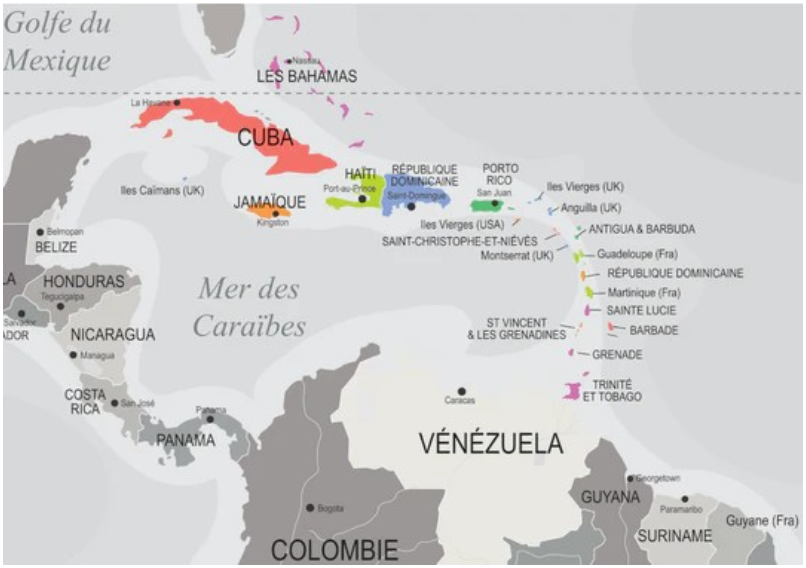 Golfe du
Mexique
Nassau
LES BAHAMAS
La Havane
CUBA
HAÏTI
Port-au-Prince
RÉPUBLIQUE
DOMINICAINE
Saint-Domingue
PORTO
RICO
San Juan
Iles Vierges (UK)
Iles Caïmans (UK)
JAMAÏQUE
Kingston
Anguilla (UK)
Iles Vierges (USA)
ANTIGUA & BARBUDA
SAINT-CHRISTOPHE-ET-NIÉVÈS
Montserrat (UK)
Guadeloupe (Fra)
Belmopan
BELIZE
LA
HONDURAS
Tegucigalpa
RÉPUBLIQUE DOMINICAINE
Mer des
Caraïbes
Martinique (Fra)
Salvador
ADOR
NICARAGUA
SAINTE LUCIE
ST VINCENT
& LES GRENADINES
BARBADE
Managua
GRENADE
COSTA
RICA
San José
Panama
PANAMA
Caracas
TRINITÉ
ET TOBAGO
VÉNÉZUELA
Georgetown
GUYANA
Paramaribo
Bogota
SURINAME
Guyane (Fra)
COLOMBIE